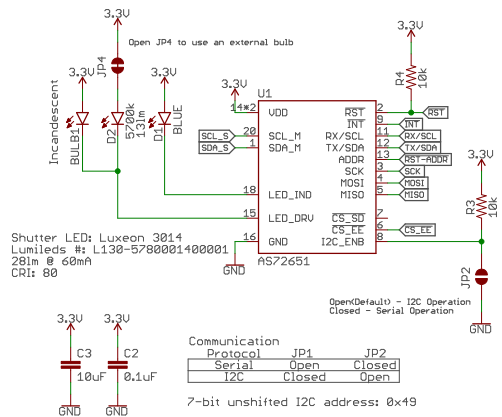 3.3V
Open JP4 to use an external bulb
JP4
3.3V
3.3V
3.3V
3.3V
R4
10k
Incandescent
BULB1
D2
5700k
131m
D1
BLUE
U1
14*2
VDD
RST
2
RST
INT
9
INT
SCL_S
20
SCL_M
RX/SCL
11
RX/SCL
SDA_S
1
SDA_M
TX/SDA
12
TX/SDA
ADDR
13
RST-ADDR
SCK
3
SCK
MOSI
4
MOSI
18
LED_IND
MISO
5
MISO
3.3V
R3
10k
15
LED_DRV
CS_SD
7
CS_EE
6
CS_EE
16
GND
I2C_ENB
8
AS72651
GND
Shutter LED: Luxeon 3014
Lumileds #: L130-5780001400001
28lm @ 60mA
CRI: 80
JP2
Open(Default) - I2C Operation
Closed - Serial Operation
GND
3.3V
3.3V
C3
10uF
C2
0.1uF
GND
GND
Communication
Protocol JP1 JP2
Serial Open Closed
I2C Closed Open
7-bit unshifted I2C address: 0x49